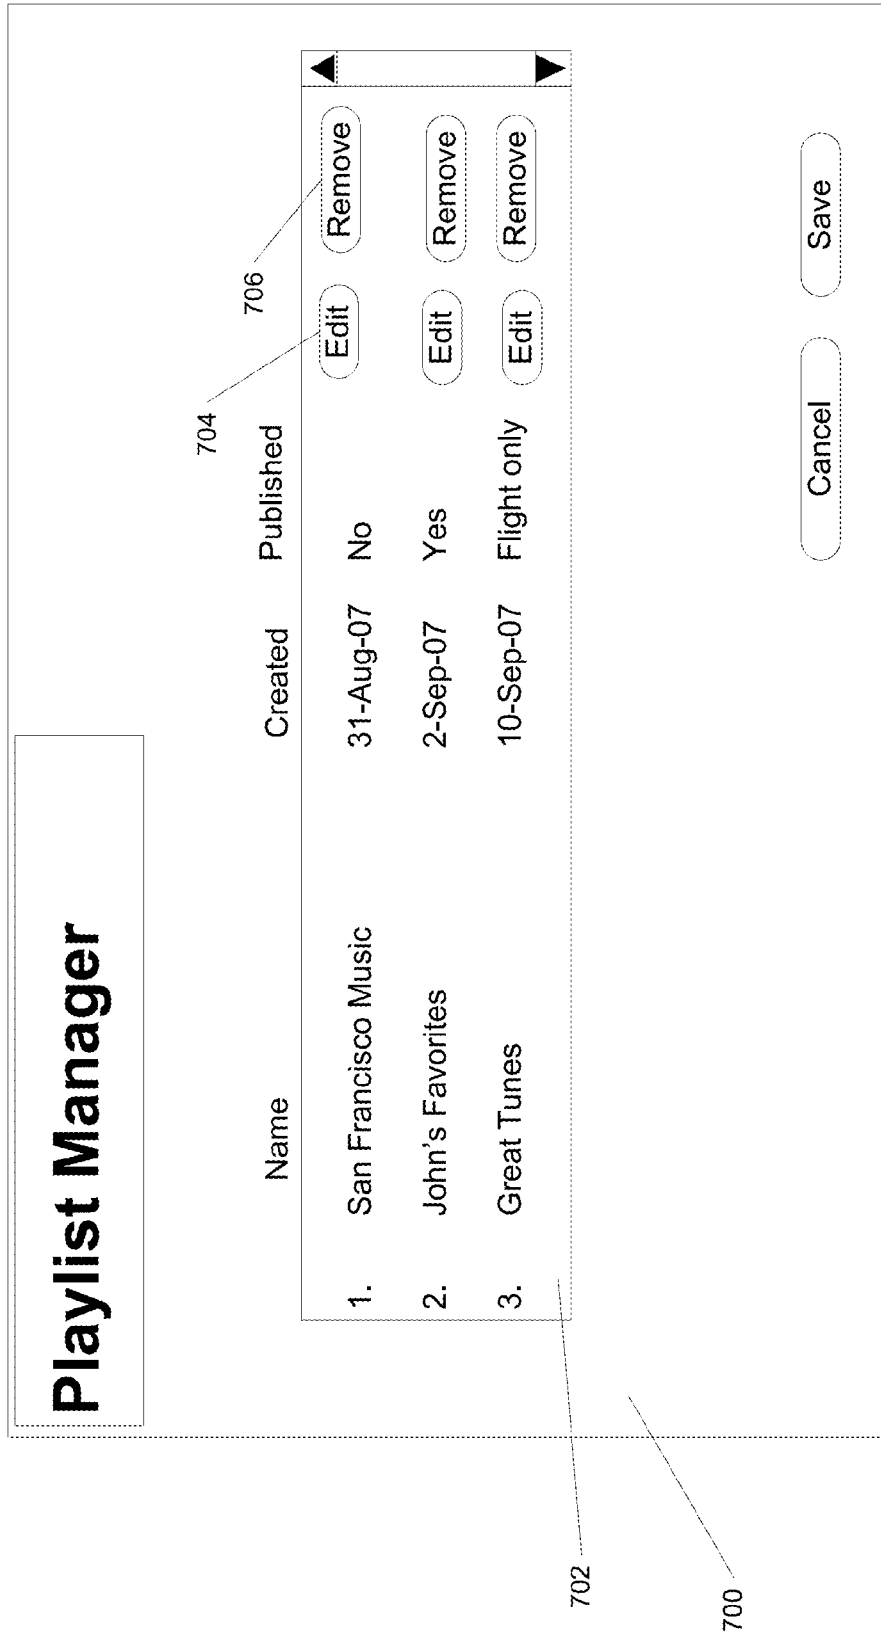 Playlist Manager
Name Created Published
1. San Francisco Music 31-Aug-07 No Edit Remove
2. John's Favorites 2-Sep-07 Yes Edit Remove
3. Great Tunes 10-Sep-07 Flight only Edit Remove
Cancel Save
704
706
702
700